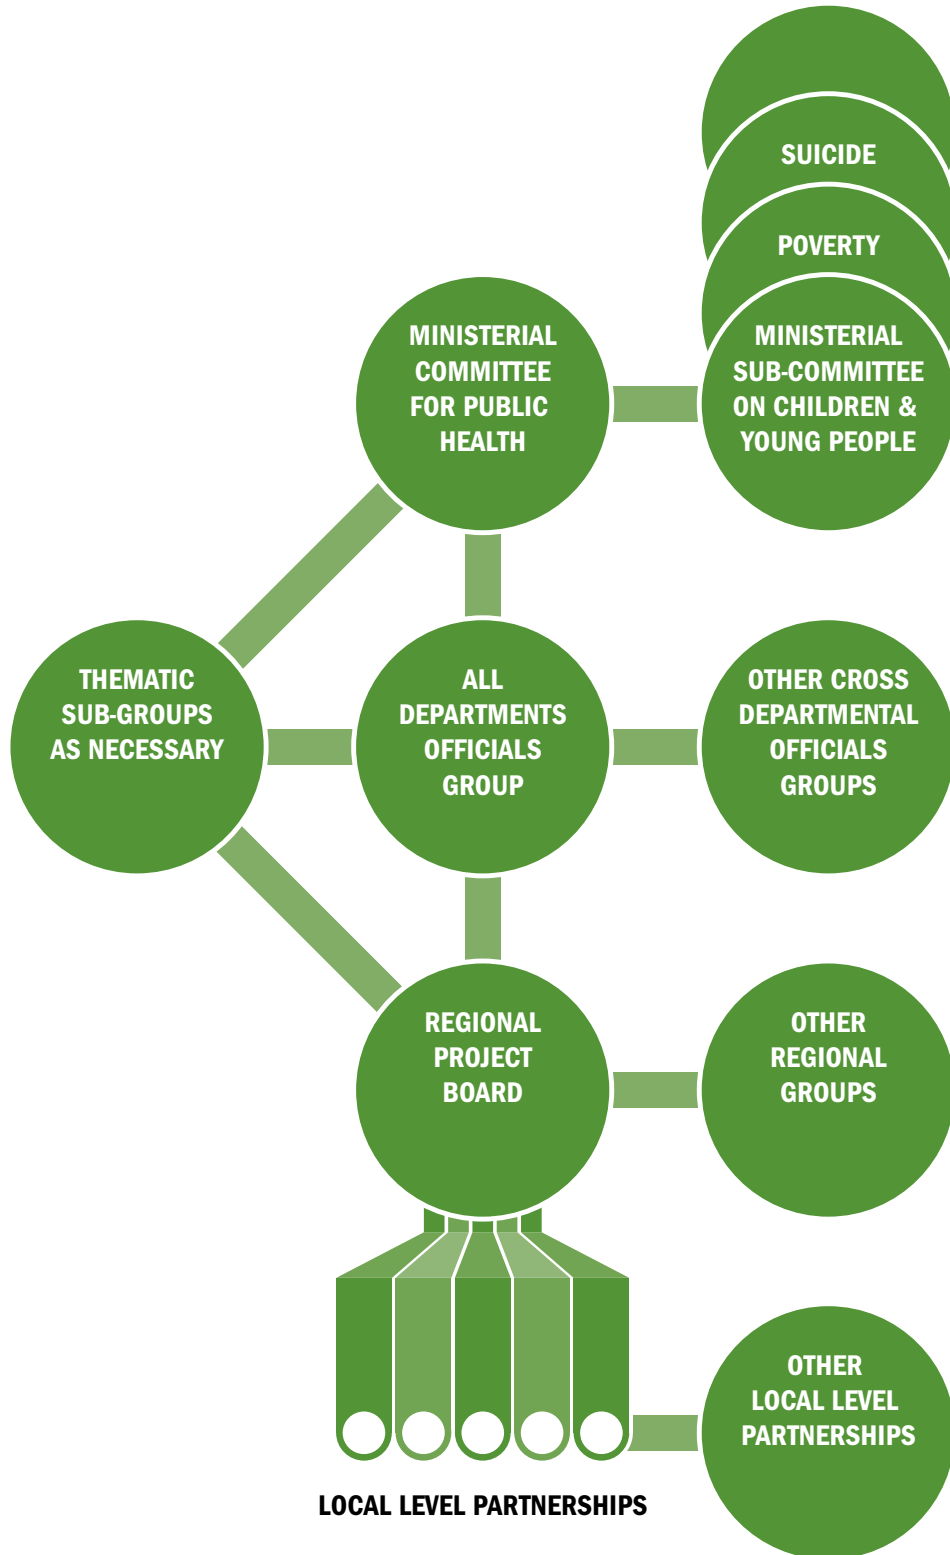 SUICIDE
POVERTY
MINISTERIAL
COMMITTEE
FOR PUBLIC
HEALTH
MINISTERIAL
SUB-COMMITTEE
ON CHILDREN &
YOUNG PEOPLE
THEMATIC
SUB-GROUPS
AS NECESSARY
ALL
DEPARTMENTS
OFFICIALS
GROUP
OTHER CROSS
DEPARTMENTAL
OFFICIALS
GROUPS
REGIONAL
PROJECT
BOARD
OTHER
REGIONAL
GROUPS
OTHER
LOCAL LEVEL
PARTNERSHIPS
LOCAL LEVEL PARTNERSHIPS